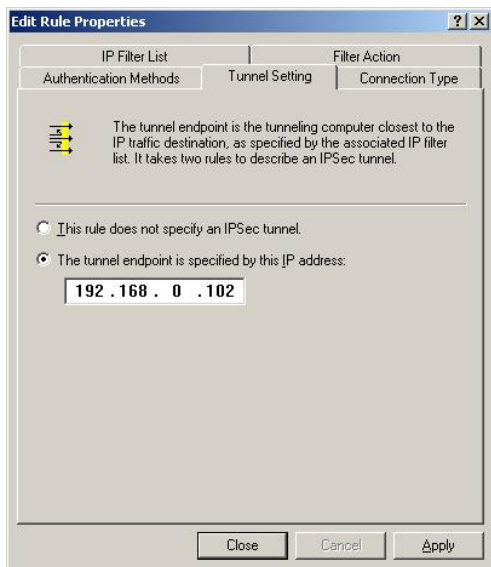 Edit Rule Properties
IP Filter List Filter Action
Authentication Methods Tunnel Setting Connection Type
The tunnel endpoint is the tunneling computer closest to the
IP traffic destination, as specified by the associated IP filter
list. It takes two rules to describe an IPSec tunnel.
This rule does not specify an IPSec tunnel.
The tunnel endpoint is specified by this IP address:
192 . 168 . 0 . 102
Close Cancel Apply